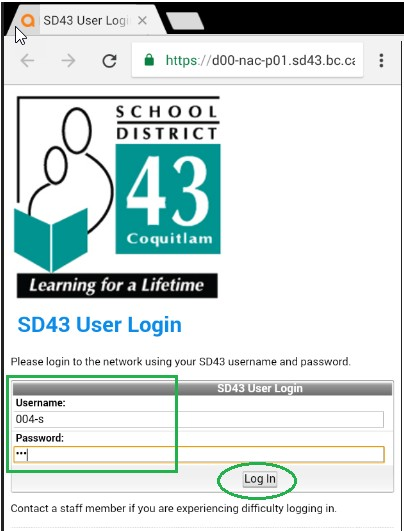 SD43 User Logi
https://d00-nac-p01.sd43.bc.ca
SCHOOL
DISTRICT
43
Coquitlam
Learning for a Lifetime
SD43 User Login
Please login to the network using your SD43 username and password.
SD43 User Login
Username:
004-s
Password:
•••
Log In
Contact a staff member if you are experiencing difficulty logging in.